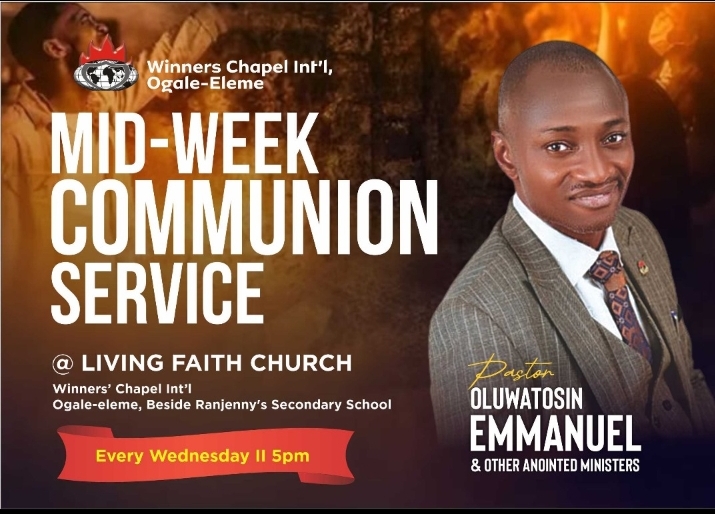 Winners Chapel Int'l,
Ogale-Eleme
MID-WEEK
COMMUNION
SERVICE
@ LIVING FAITH CHURCH
Winners' Chapel Int'l
Ogale-eleme, Beside Ranjenny's Secondary School
Every Wednesday II 5pm
Pastor
OLUWATOSIN
EMMANUEL
& OTHER ANOINTED MINISTERS